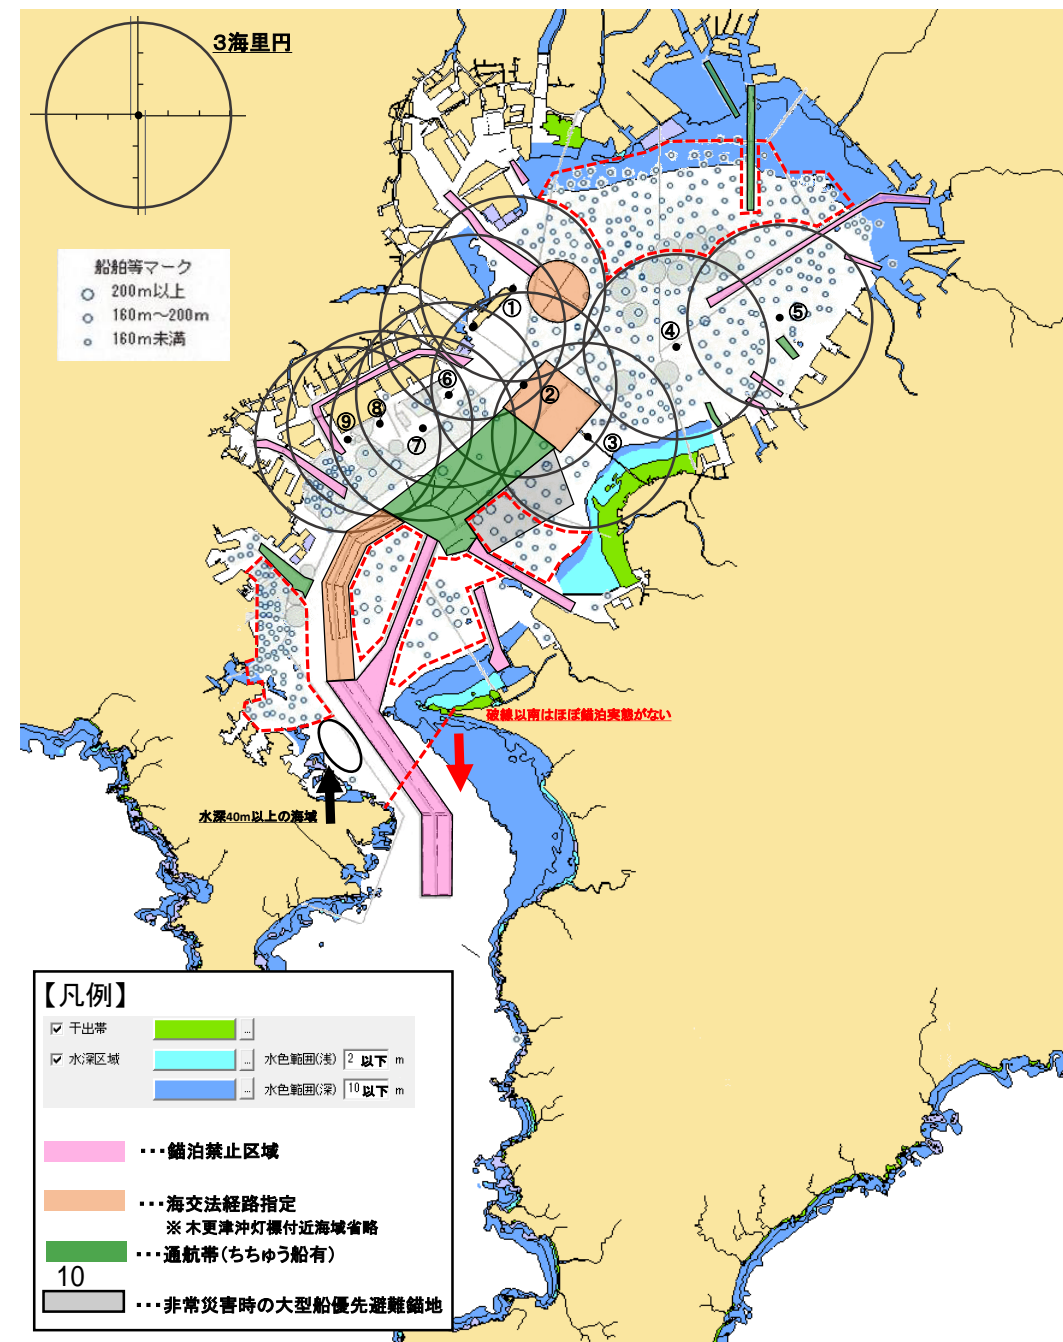 3海里円
船舶等マーク
200m以上
160m～200m
160m未満
①
②
③
④
⑤
⑥
⑦
⑧
⑨
破線以南はほぼ錨泊実態がない
水深40m以上の海域
【凡例】
干出帯 ...
水深区域 ... 水色範囲(浅) 2 以下 m
... 水色範囲(深) 10 以下 m
・・・錨泊禁止区域
・・・海交法経路指定
※ 木更津沖灯標付近海域省略
・・・通航帯（ちちゅう船有）
10
・・・非常災害時の大型船優先避難錨地